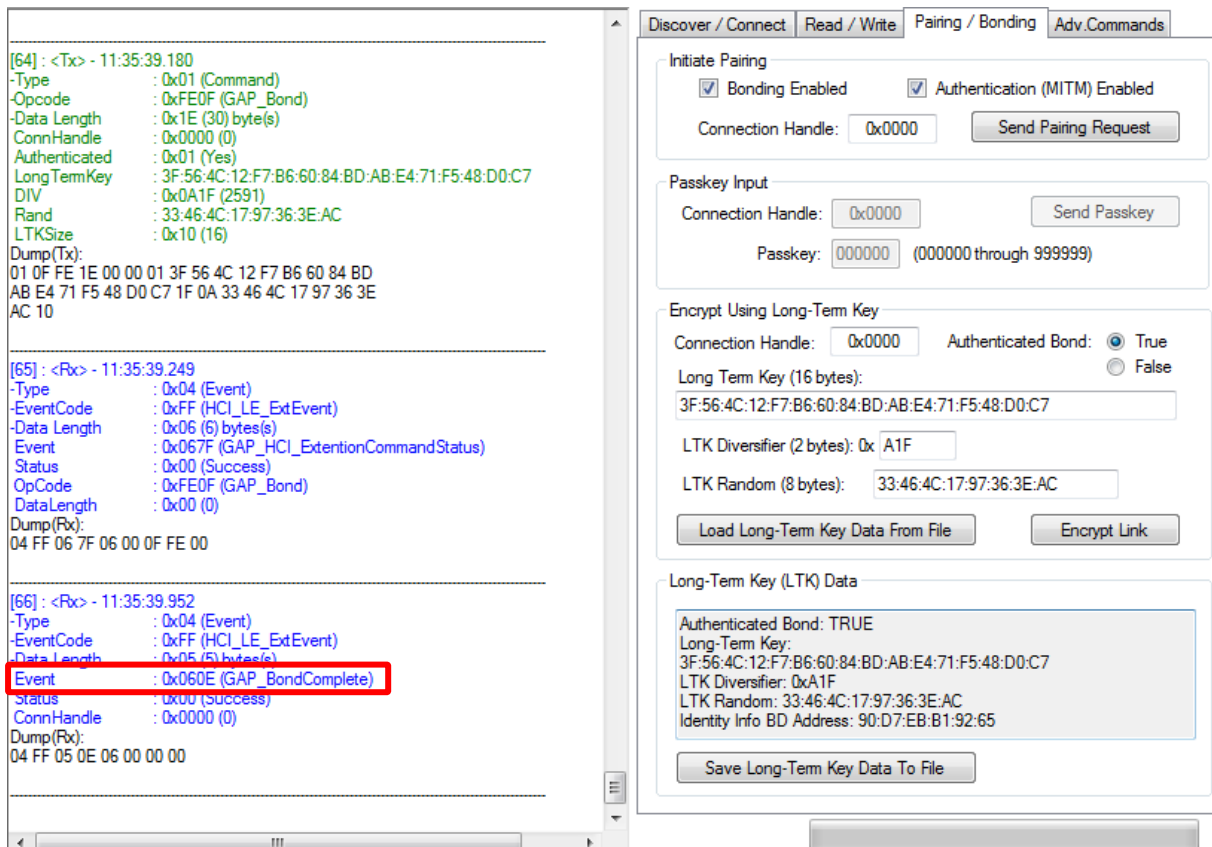 [64] : <Tx> - 11:35:39.180
-Type : 0x01 (Command)
-Opcode : 0xFE0F (GAP_Bond)
-Data Length : 0x1E (30) byte(s)
ConnHandle : 0x0000 (0)
Authenticated : 0x01 (Yes)
LongTermKey : 3F:56:4C:12:F7:B6:60:84:BD:AB:E4:71:F5:48:D0:C7
DIV : 0x0A1F (2591)
Rand : 33:46:4C:17:97:36:3E:AC
LTKSize : 0x10 (16)
Dump(Tx):
01 0F FE 1E 00 00 01 3F 56 4C 12 F7 B6 60 84 BD
AB E4 71 F5 48 D0 C7 1F 0A 33 46 4C 17 97 36 3E
AC 10
[65] : <Rx> - 11:35:39.249
-Type : 0x04 (Event)
-EventCode : 0xFF (HCI_LE_ExtEvent)
-Data Length : 0x06 (6) bytes(s)
Event : 0x067F (GAP_HCI_ExtentionCommandStatus)
Status : 0x00 (Success)
OpCode : 0xFE0F (GAP_Bond)
DataLength : 0x00 (0)
Dump(Rx):
04 FF 06 7F 06 00 0F FE 00
[66] : <Rx> - 11:35:39.952
-Type : 0x04 (Event)
-EventCode : 0xFF (HCI_LE_ExtEvent)
-Data Length : 0x05 (5) bytes(s)
Event : 0x060E (GAP_BondComplete)
Status : 0x00 (Success)
ConnHandle : 0x0000 (0)
Dump(Rx):
04 FF 05 0E 06 00 00 00
Discover / Connect Read / Write Pairing / Bonding Adv.Commands
Initiate Pairing
Bonding Enabled Authentication (MITM) Enabled
Connection Handle: 0x0000 Send Pairing Request
Passkey Input
Connection Handle: 0x0000 Send Passkey
Passkey: 000000 (000000 through 999999)
Encrypt Using Long-Term Key
Connection Handle: 0x0000 Authenticated Bond: True
False
Long Term Key (16 bytes):
3F:56:4C:12:F7:B6:60:84:BD:AB:E4:71:F5:48:D0:C7
LTK Diversifier (2 bytes): 0x A1F
LTK Random (8 bytes): 33:46:4C:17:97:36:3E:AC
Load Long-Term Key Data From File Encrypt Link
Long-Term Key (LTK) Data
Authenticated Bond: TRUE
Long-Term Key:
3F:56:4C:12:F7:B6:60:84:BD:AB:E4:71:F5:48:D0:C7
LTK Diversifier: 0xA1F
LTK Random: 33:46:4C:17:97:36:3E:AC
Identity Info BD Address: 90:D7:EB:B1:92:65
Save Long-Term Key Data To File